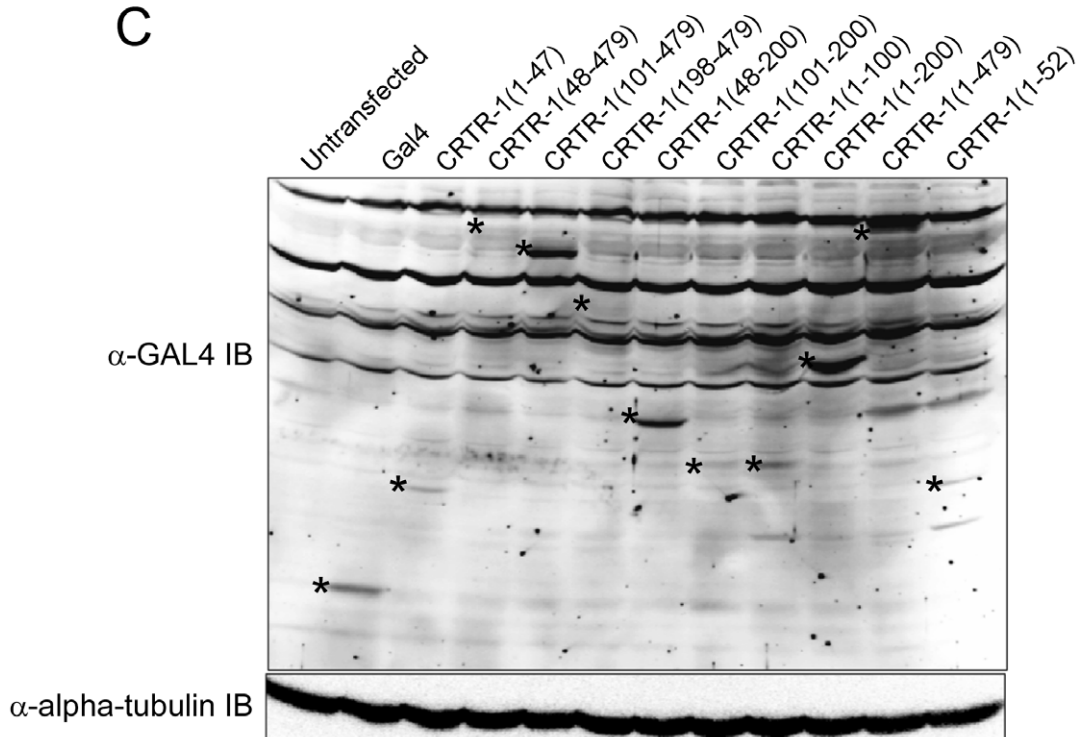 C
Untransfected
Gal4
CRTR-1(1-47)
CRTR-1(48-479)
CRTR-1(101-479)
CRTR-1(198-479)
CRTR-1(48-200)
CRTR-1(101-200)
CRTR-1(1-100)
CRTR-1(1-200)
CRTR-1(1-479)
CRTR-1(1-52)
α-GAL4 IB
α-alpha-tubulin IB